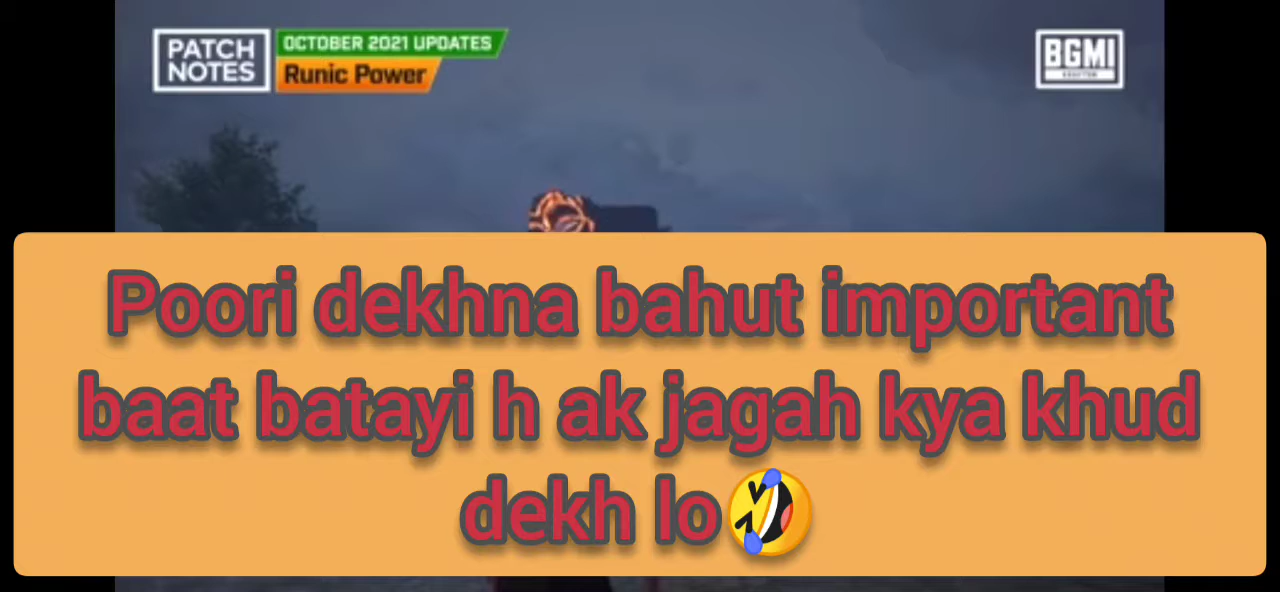 PATCH
NOTES
OCTOBER 2021 UPDATES
Runic Power
BGMI
Poori dekhna bahut important
baat batayi h ak jagah kya khud
dekh lo🤣